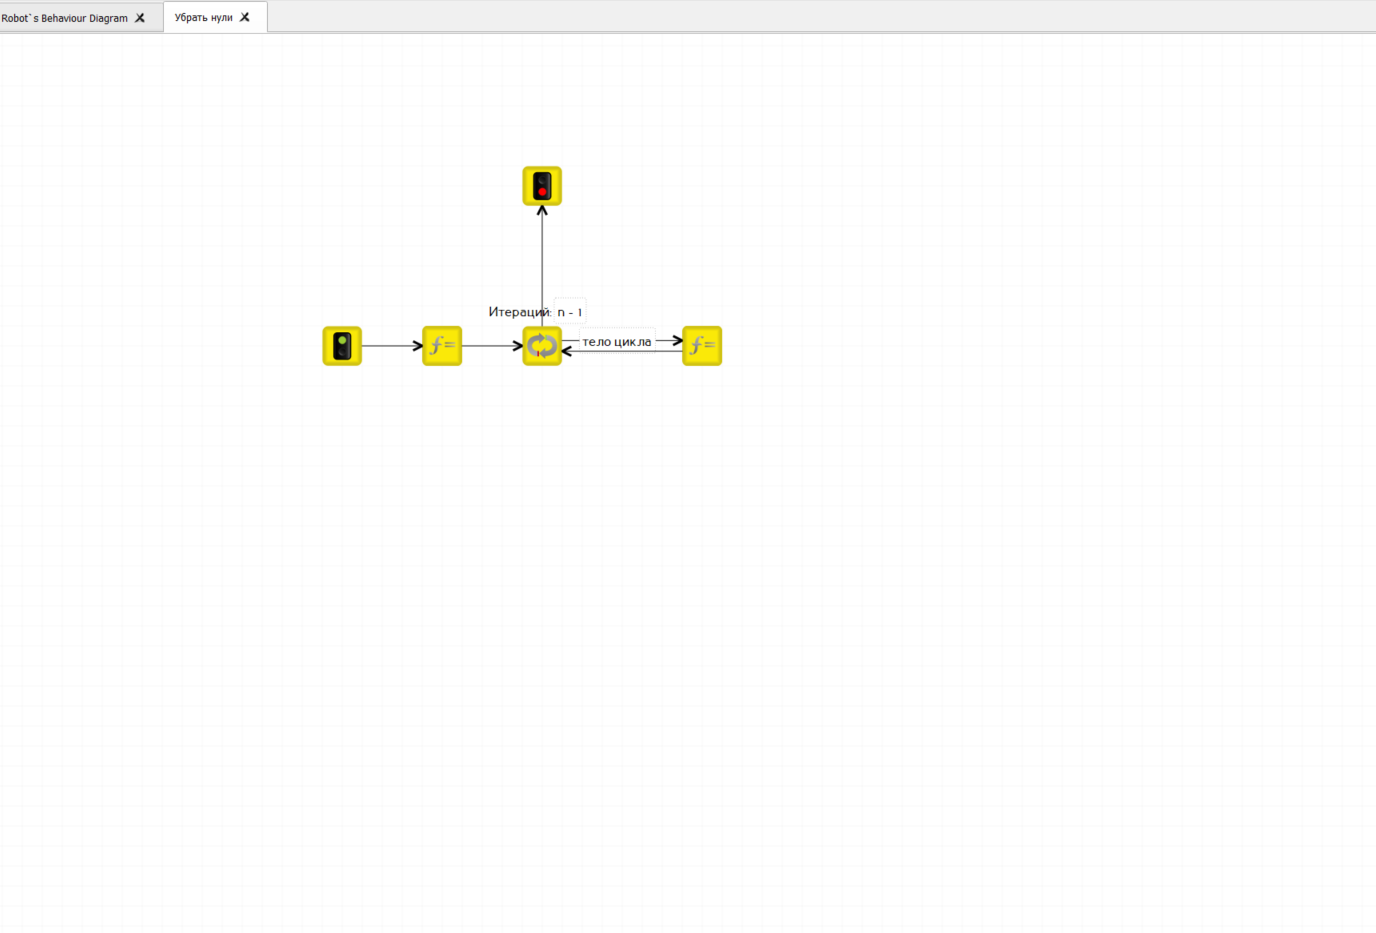 Robot`s Behaviour Diagram
Убрать нули
Итераций: n - 1
тело цикла
f=
f=